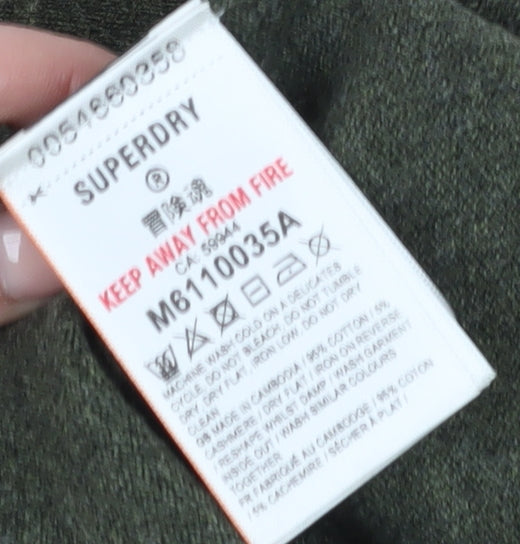 0054660359
SUPERDRY
®
冒険魂
KEEP AWAY FROM FIRE
CA: 59944
M6110035A
MACHINE WASH COLD ON A DELICATES
CYCLE, DO NOT BLEACH, DO NOT TUMBLE
DRY, DRY FLAT, IRON LOW, DO NOT DRY
CLEAN
GB MADE IN CAMBODIA / 95% COTTON / 5%
CASHMERE / DRY FLAT / IRON ON REVERSE
/ RESHAPE WHILST DAMP / WASH GARMENT
INSIDE OUT / WASH SIMILAR COLOURS
TOGETHER
FR FABRIQUÉ AU CAMBODGE / 95% COTON
/ 5% CACHEMIRE / SÉCHER À PLAT /